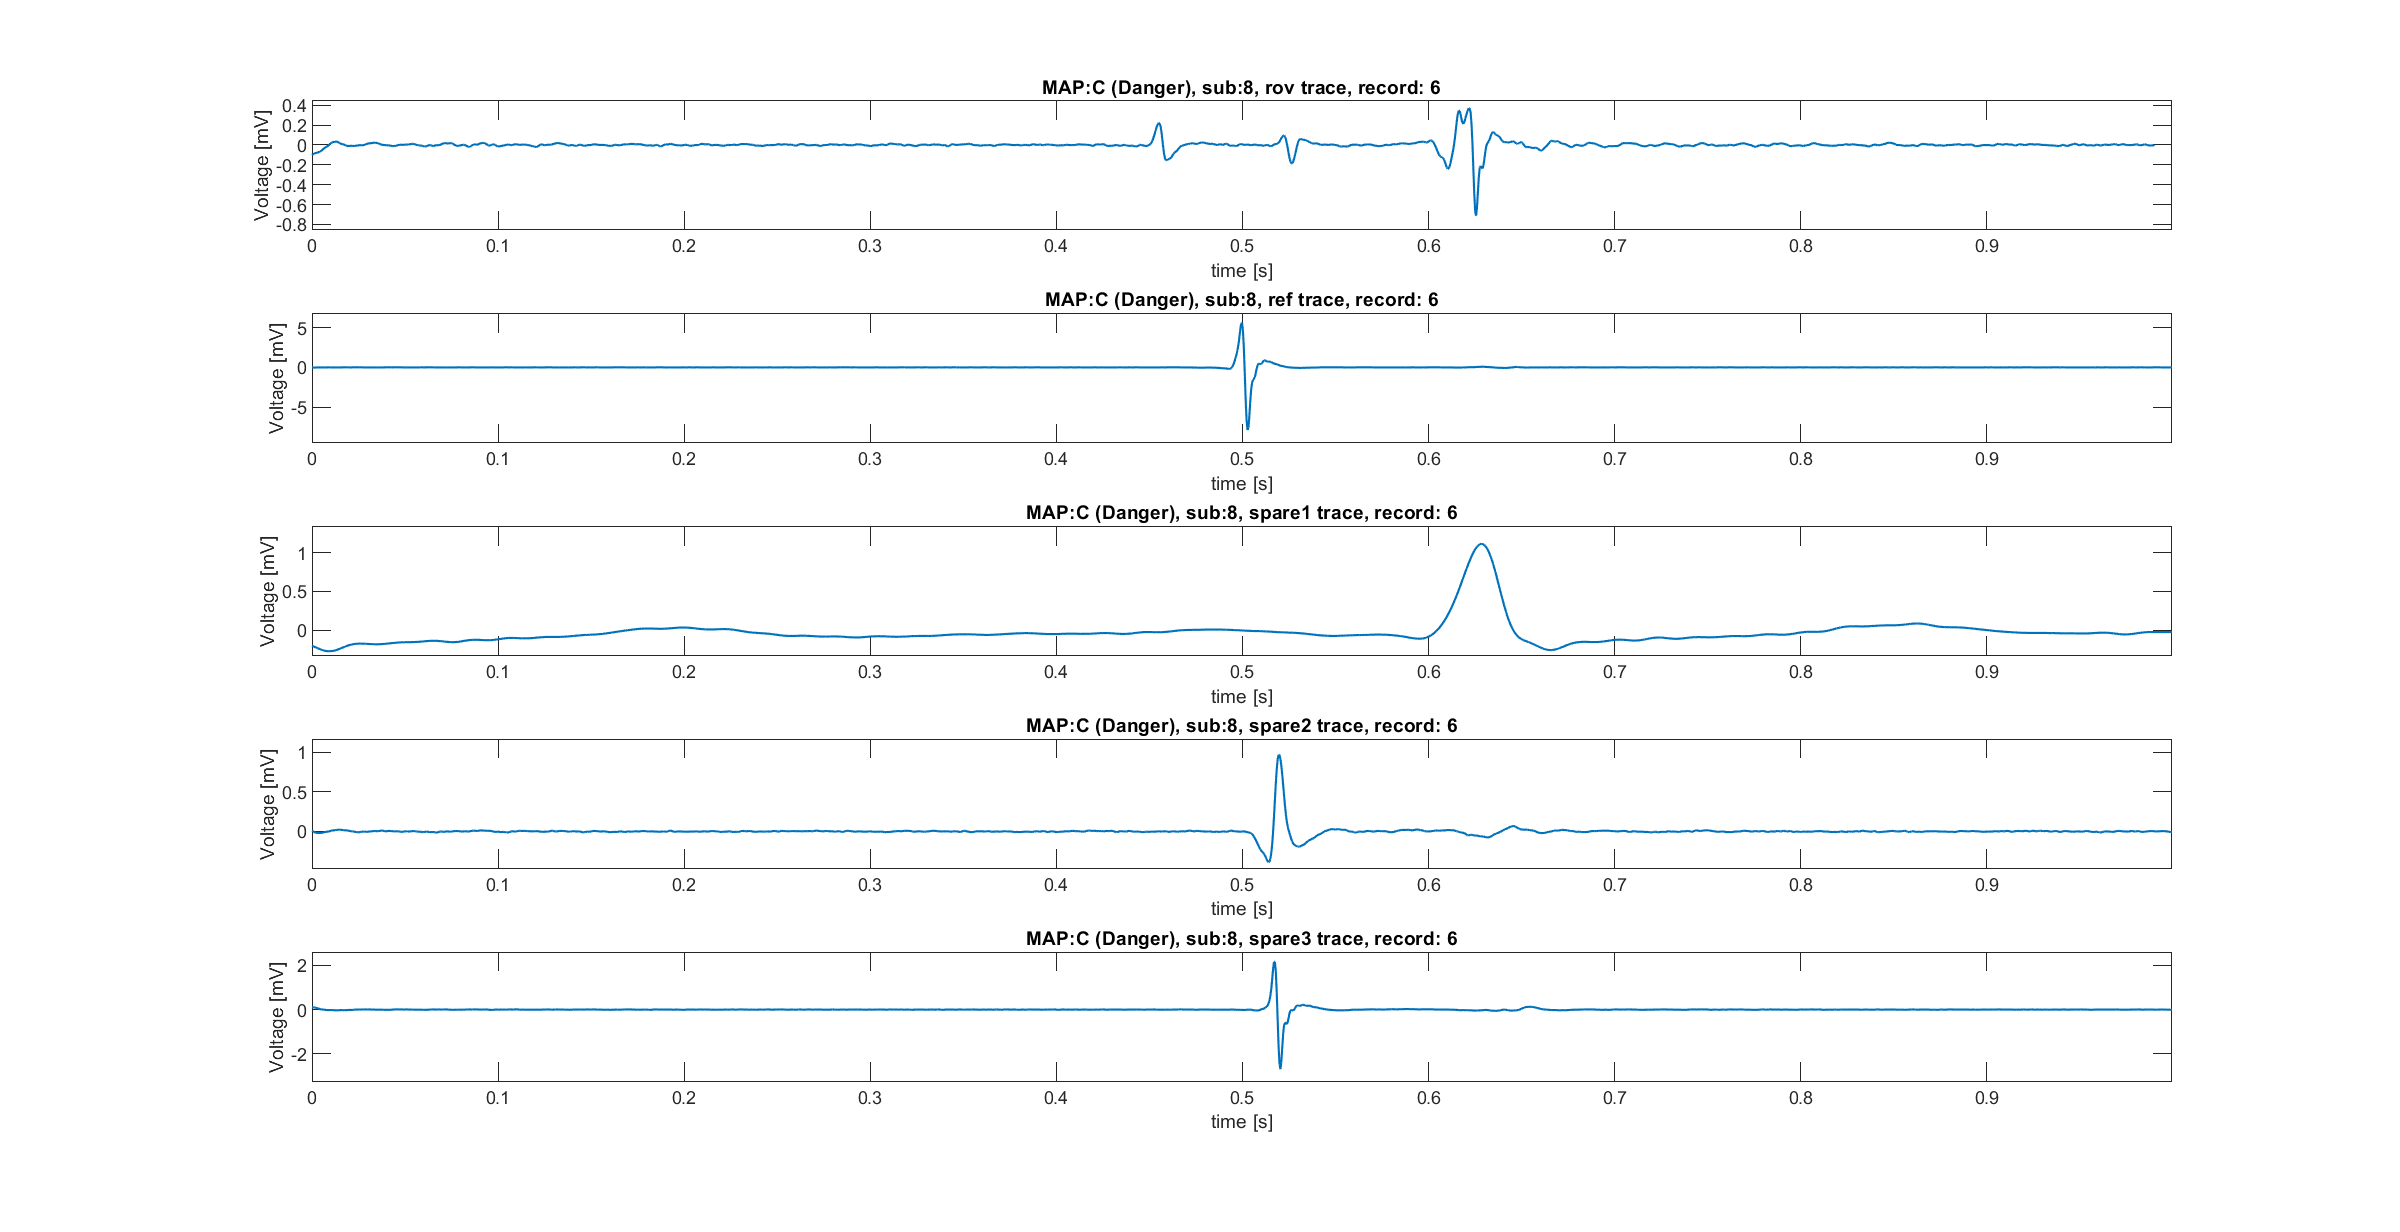 MAP:C (Danger), sub:8, rov trace, record: 6
Voltage [mV]
0.4
0.2
0
-0.2
-0.4
-0.6
-0.8
0 0.1 0.2 0.3 0.4 0.5 0.6 0.7 0.8 0.9
time [s]
MAP:C (Danger), sub:8, ref trace, record: 6
Voltage [mV]
5
0
-5
0 0.1 0.2 0.3 0.4 0.5 0.6 0.7 0.8 0.9
time [s]
MAP:C (Danger), sub:8, spare1 trace, record: 6
Voltage [mV]
1
0.5
0
0 0.1 0.2 0.3 0.4 0.5 0.6 0.7 0.8 0.9
time [s]
MAP:C (Danger), sub:8, spare2 trace, record: 6
Voltage [mV]
1
0.5
0
0 0.1 0.2 0.3 0.4 0.5 0.6 0.7 0.8 0.9
time [s]
MAP:C (Danger), sub:8, spare3 trace, record: 6
Voltage [mV]
2
0
-2
0 0.1 0.2 0.3 0.4 0.5 0.6 0.7 0.8 0.9
time [s]